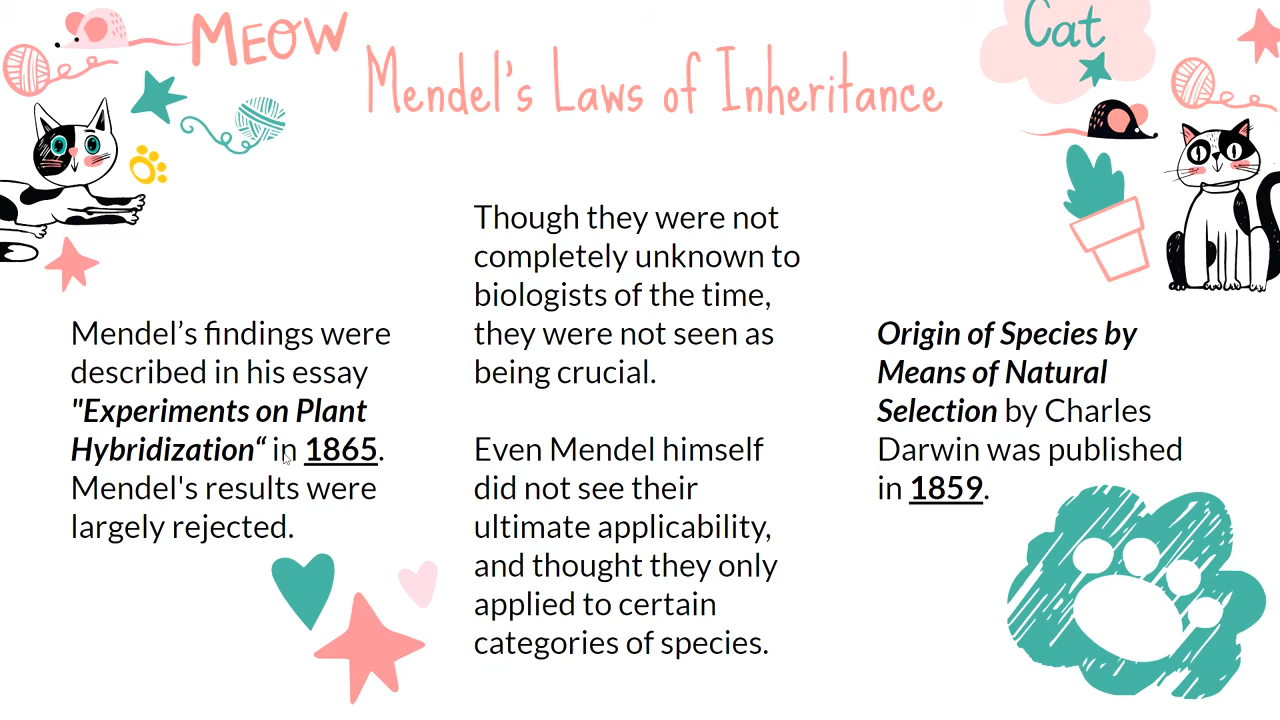 MEOW
Cat
Mendel's Laws of Inheritance
Mendel’s findings were
described in his essay
"Experiments on Plant
Hybridization“ in 1865.
Mendel's results were
largely rejected.
Though they were not
completely unknown to
biologists of the time,
they were not seen as
being crucial.
Even Mendel himself
did not see their
ultimate applicability,
and thought they only
applied to certain
categories of species.
Origin of Species by
Means of Natural
Selection by Charles
Darwin was published
in 1859.